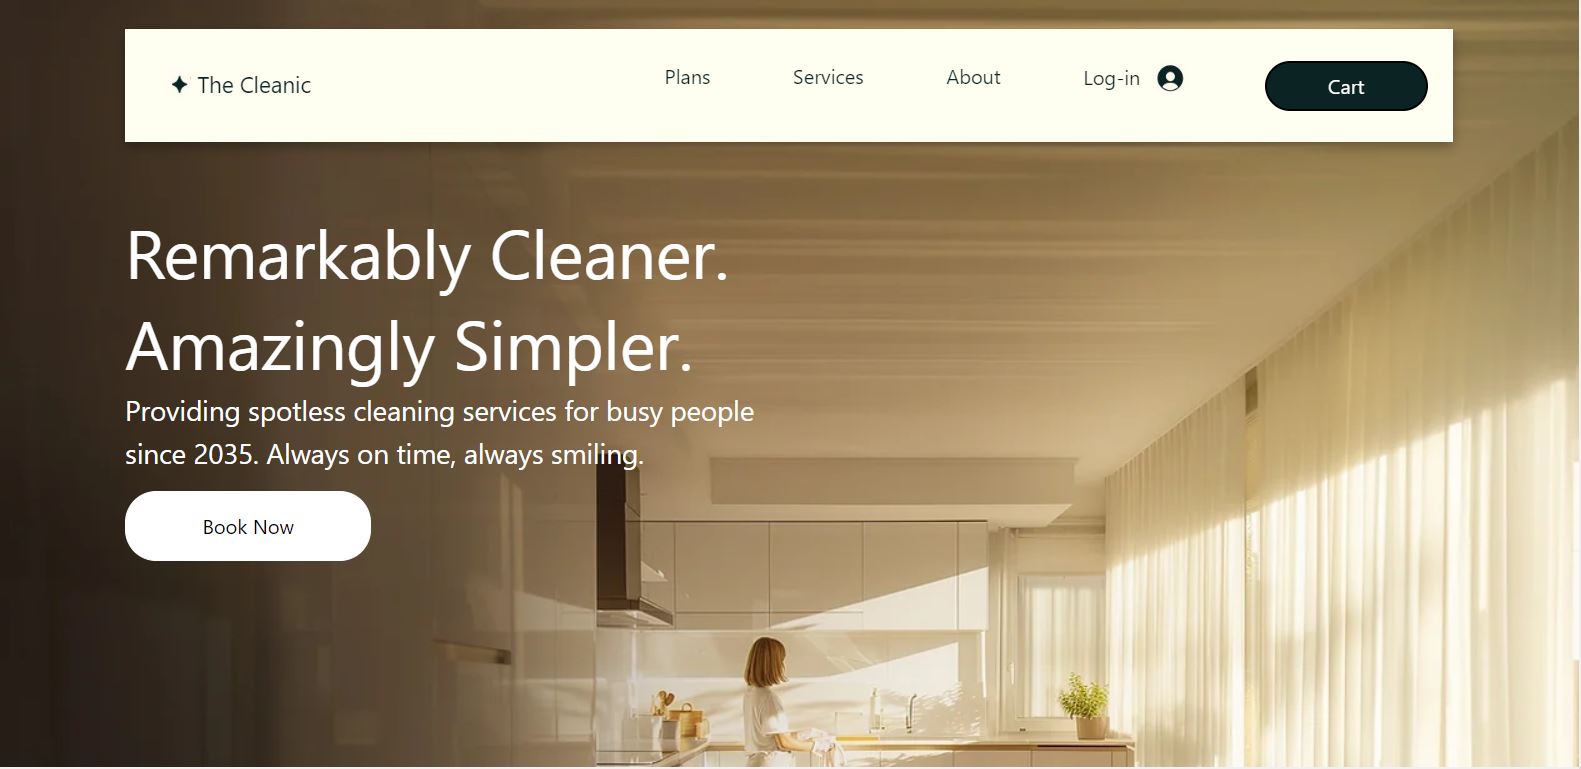 The Cleanic
Plans
Services
About
Log-in
Cart
Remarkably Cleaner.
Amazingly Simpler.
Providing spotless cleaning services for busy people
since 2035. Always on time, always smiling.
Book Now